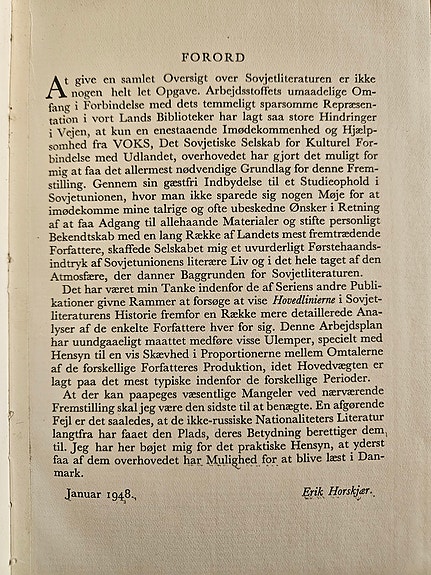 FORORD
At give en samlet Oversigt over Sovjetliteraturen er ikke
nogen helt let Opgave. Arbejdsstoffets umaadelige Om-
fang i Forbindelse med dets temmeligt sparsomme Repræsen-
tation i vort Lands Biblioteker har lagt saa store Hindringer
i Vejen, at kun en enestaaende Imødekommenhed og Hjælp-
somhed fra VOKS, Det Sovjetiske Selskab for Kulturel For-
bindelse med Udlandet, overhovedet har gjort det muligt for
mig at faa det allermest nødvendige Grundlag for denne Frem-
stilling. Gennem sin gæstfri Indbydelse til et Studieophold i
Sovjetunionen, hvor man ikke sparede sig nogen Møje for at
imødekomme mine talrige og ofte ubeskedne Ønsker i Retning
af at faa Adgang til allehaande Materialer og stifte personligt
Bekendtskab med en lang Række af Landets mest fremtrædende
Forfattere, skaffede Selskabet mig et uvurderligt Førstehaands-
indtryk af Sovjetunionens literære Liv og i det hele taget af den
Atmosfære, der danner Baggrunden for Sovjetliteraturen.
Det har været min Tanke indenfor de af Seriens andre Publi-
kationer givne Rammer at forsøge at vise Hovedlinierne i Sovjet-
literaturens Historie fremfor en Række mere detaillerede Ana-
lyser af de enkelte Forfattere hver for sig. Denne Arbejdsplan
har uundgaaeligt maattet medføre visse Ulemper, specielt med
Hensyn til en vis Skævhed i Proportionerne mellem Omtalerne
af de forskellige Forfatteres Produktion, idet Hovedvægten er
lagt paa det mest typiske indenfor de forskellige Perioder.
At der kan paapeges væsentlige Mangeler ved nærværende
Fremstilling skal jeg være den sidste til at benægte. En afgørende
Fejl er det saaledes, at de ikke-russiske Nationaliteters Literatur
langtfra har faaet den Plads, deres Betydning berettiger dem
til. Jeg har her bøjet mig for det praktiske Hensyn, at yderst
faa af dem overhovedet har Mulighed for at blive læst i Dan-
mark.
Januar 1948. Erik Horskjær.